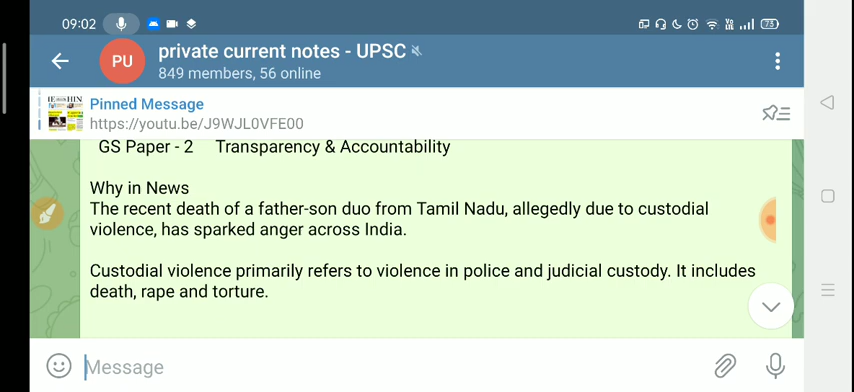 09:02
73
private current notes - UPSC
PU
849 members, 56 online
Pinned Message
https://youtu.be/J9WJL0VFE00
GS Paper - 2 Transparency & Accountability
Why in News
The recent death of a father-son duo from Tamil Nadu, allegedly due to custodial
violence, has sparked anger across India.
Custodial violence primarily refers to violence in police and judicial custody. It includes
death, rape and torture.
Message